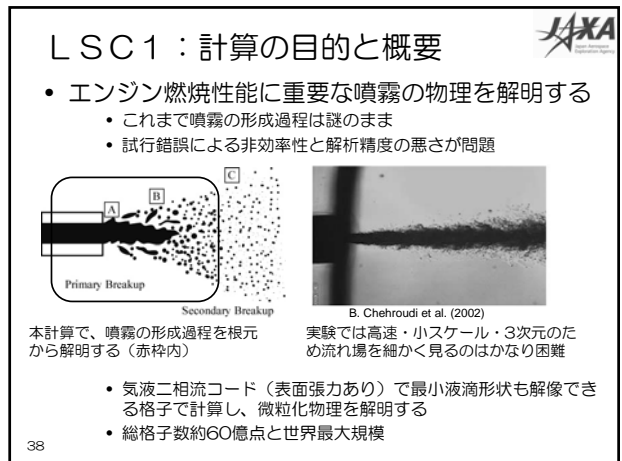 ＬＳＣ１：計算の目的と概要
JAXA
Japan Aerospace Exploration Agency
• エンジン燃焼性能に重要な噴霧の物理を解明する
• これまで噴霧の形成過程は謎のまま
• 試行錯誤による非効率性と解析精度の悪さが問題
A
B
C
Primary Breakup
Secondary Breakup
B. Chehroudi et al. (2002)
本計算で、噴霧の形成過程を根元
から解明する（赤枠内）
実験では高速・小スケール・3次元のた
め流れ場を細かく見るのはかなり困難
• 気液二相流コード（表面張力あり）で最小液滴形状も解像でき
る格子で計算し、微粒化物理を解明する
• 総格子数約60億点と世界最大規模
38